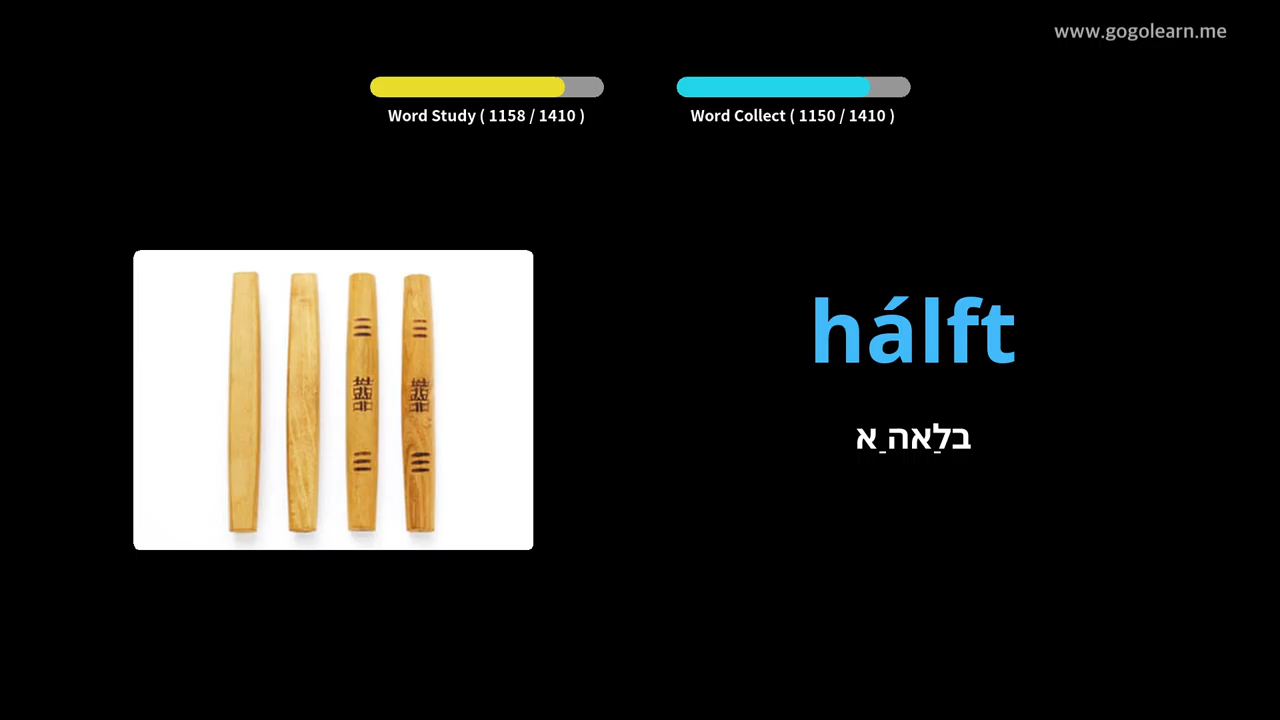 www.gogolearn.me
Word Study ( 1158 / 1410 )
Word Collect ( 1150 / 1410 )
hálft
בלַאה ַא